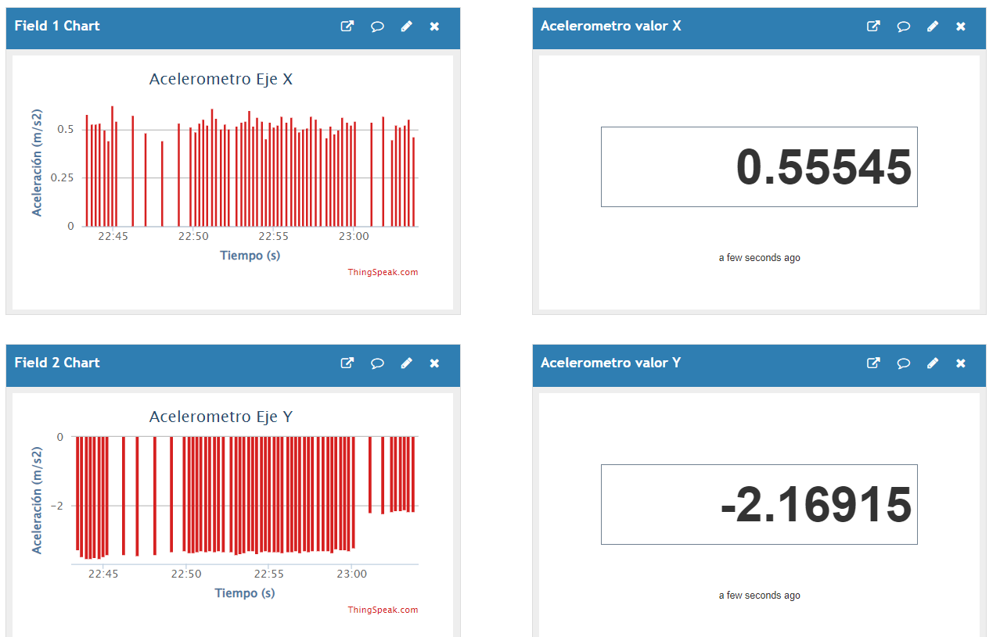 Field 1 Chart
Acelerometro Eje X
Aceleración (m/s2)
0.5
0.25
0
22:45 22:50 22:55 23:00
Tiempo (s)
ThingSpeak.com
Acelerometro valor X
0.55545
a few seconds ago
Field 2 Chart
Acelerometro Eje Y
Aceleración (m/s2)
0
−2
22:45 22:50 22:55 23:00
Tiempo (s)
ThingSpeak.com
Acelerometro valor Y
-2.16915
a few seconds ago